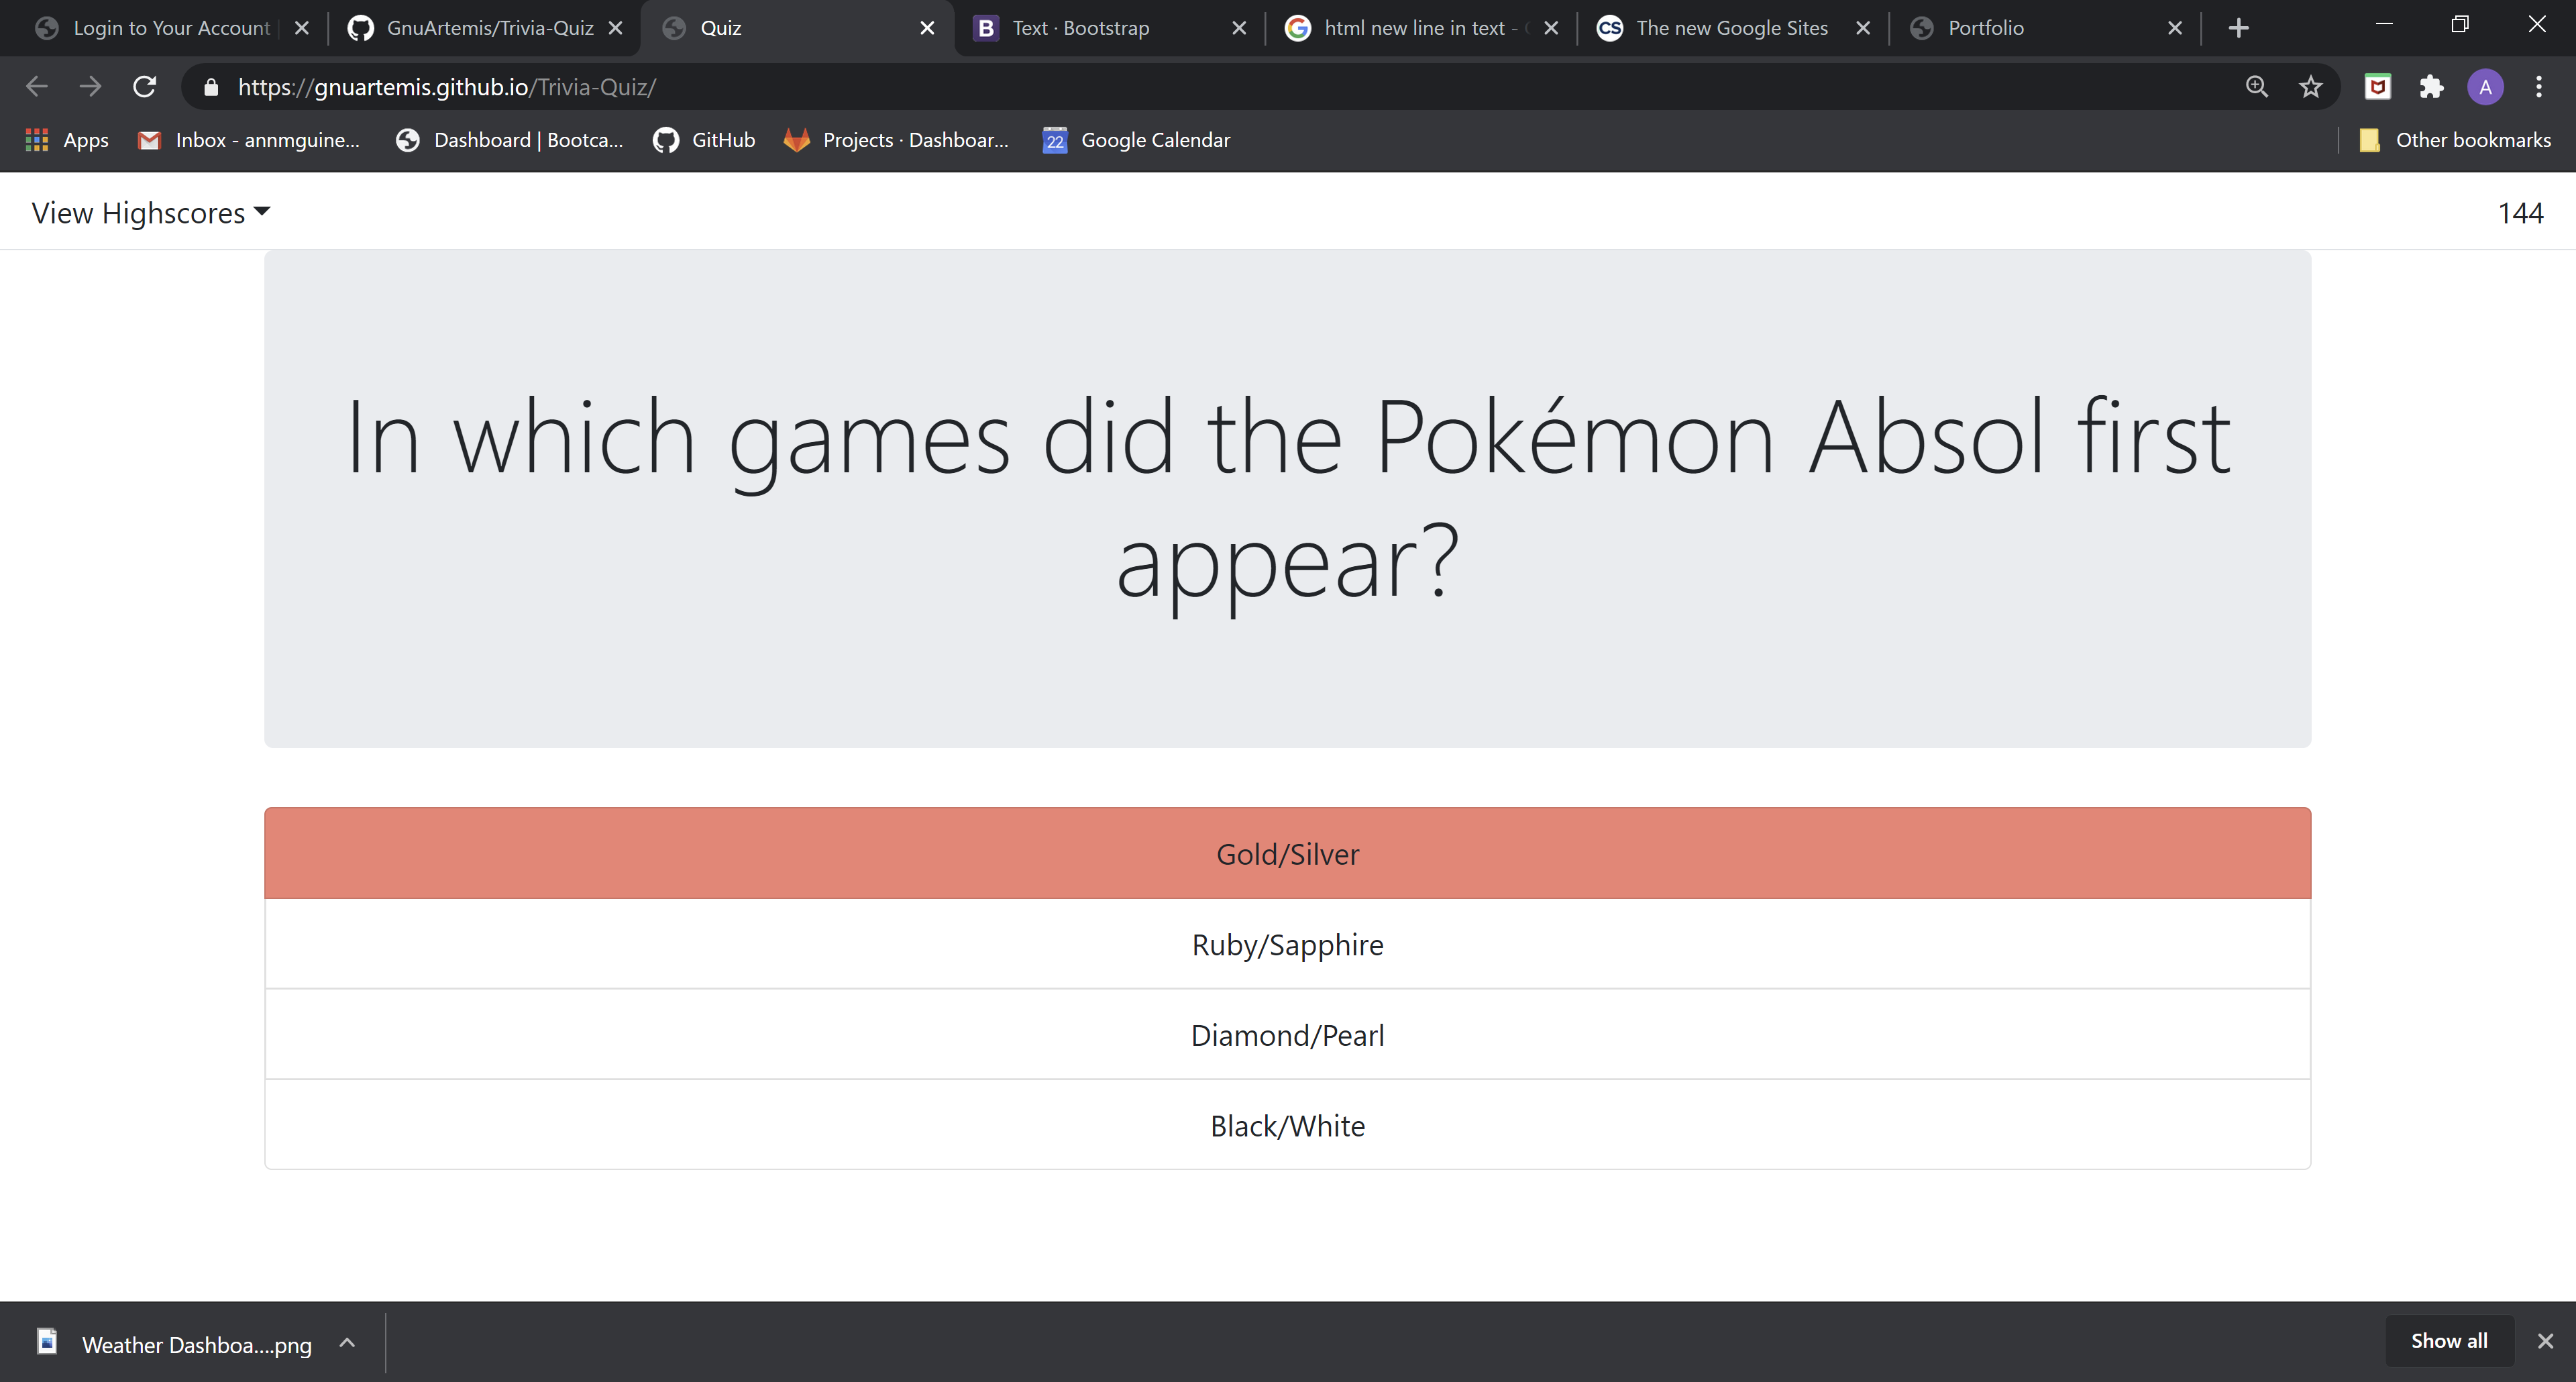 Login to Your Account
GnuArtemis/Trivia-Quiz
Quiz
B
Text · Bootstrap
html new line in text -
CS
The new Google Sites
Portfolio
https://gnuartemis.github.io/Trivia-Quiz/
A
Apps
Inbox - annmguine...
Dashboard | Bootca...
GitHub
Projects · Dashboar...
22
Google Calendar
Other bookmarks
View Highscores
144
In which games did the Pokémon Absol first
appear?
Gold/Silver
Ruby/Sapphire
Diamond/Pearl
Black/White
Weather Dashboa....png
Show all